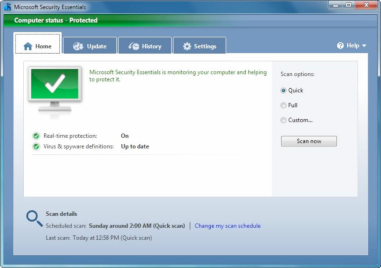 Microsoft Security Essentials
Computer status - Protected
Home
Update
History
Settings
Help
Microsoft Security Essentials is monitoring your computer and helping
to protect it.
Scan options:
Quick
Full
Custom...
Scan now
Real-time protection: On
Virus & spyware definitions: Up to date
Scan details
Scheduled scan: Sunday around 2:00 AM (Quick scan) | Change my scan schedule
Last scan: Today at 12:58 PM (Quick scan)